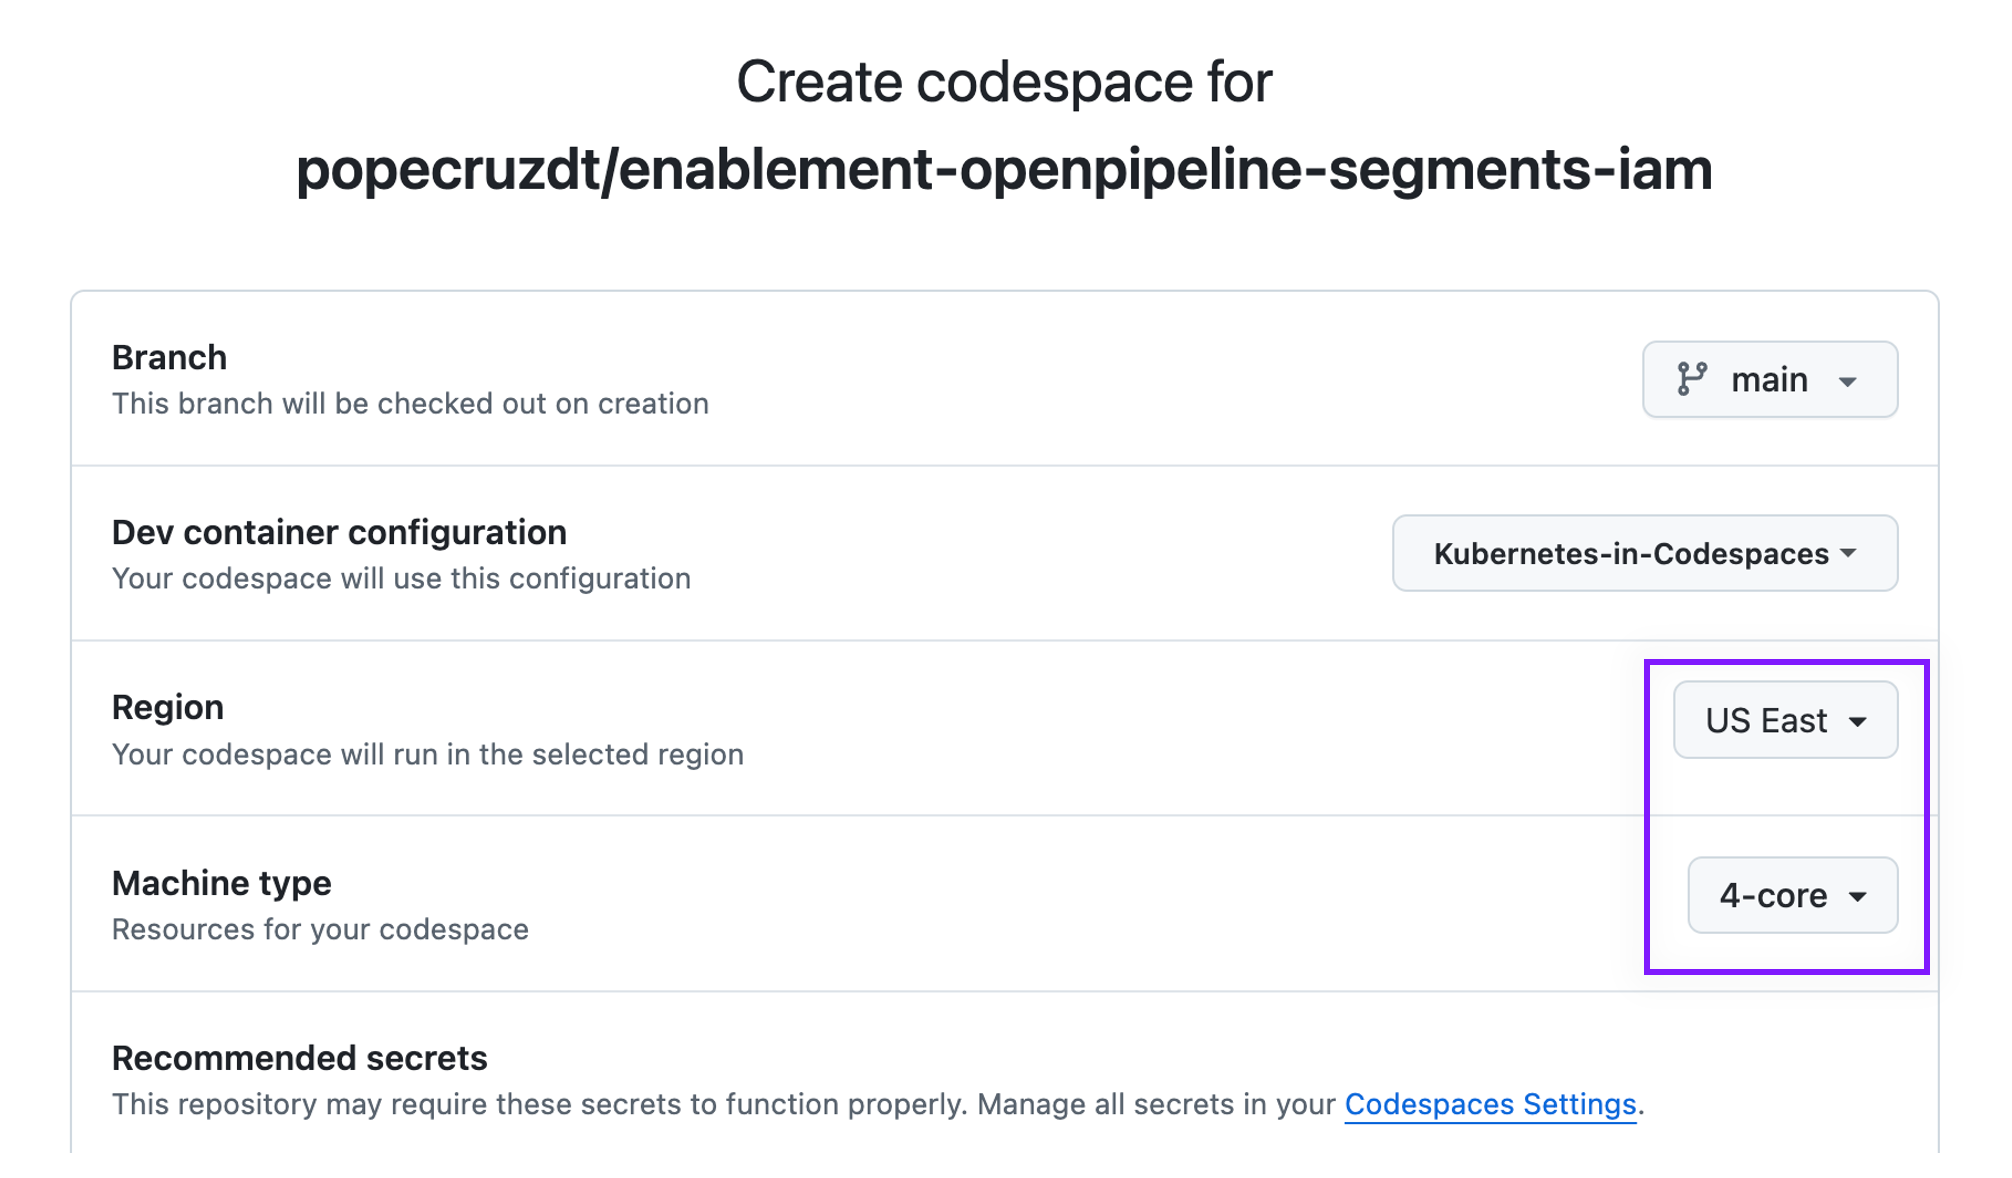 Create codespace for
popecruzdt/enablement-openpipeline-segments-iam
Branch
This branch will be checked out on creation
main
Dev container configuration
Your codespace will use this configuration
Kubernetes-in-Codespaces
Region
Your codespace will run in the selected region
US East
Machine type
Resources for your codespace
4-core
Recommended secrets
This repository may require these secrets to function properly. Manage all secrets in your Codespaces Settings.